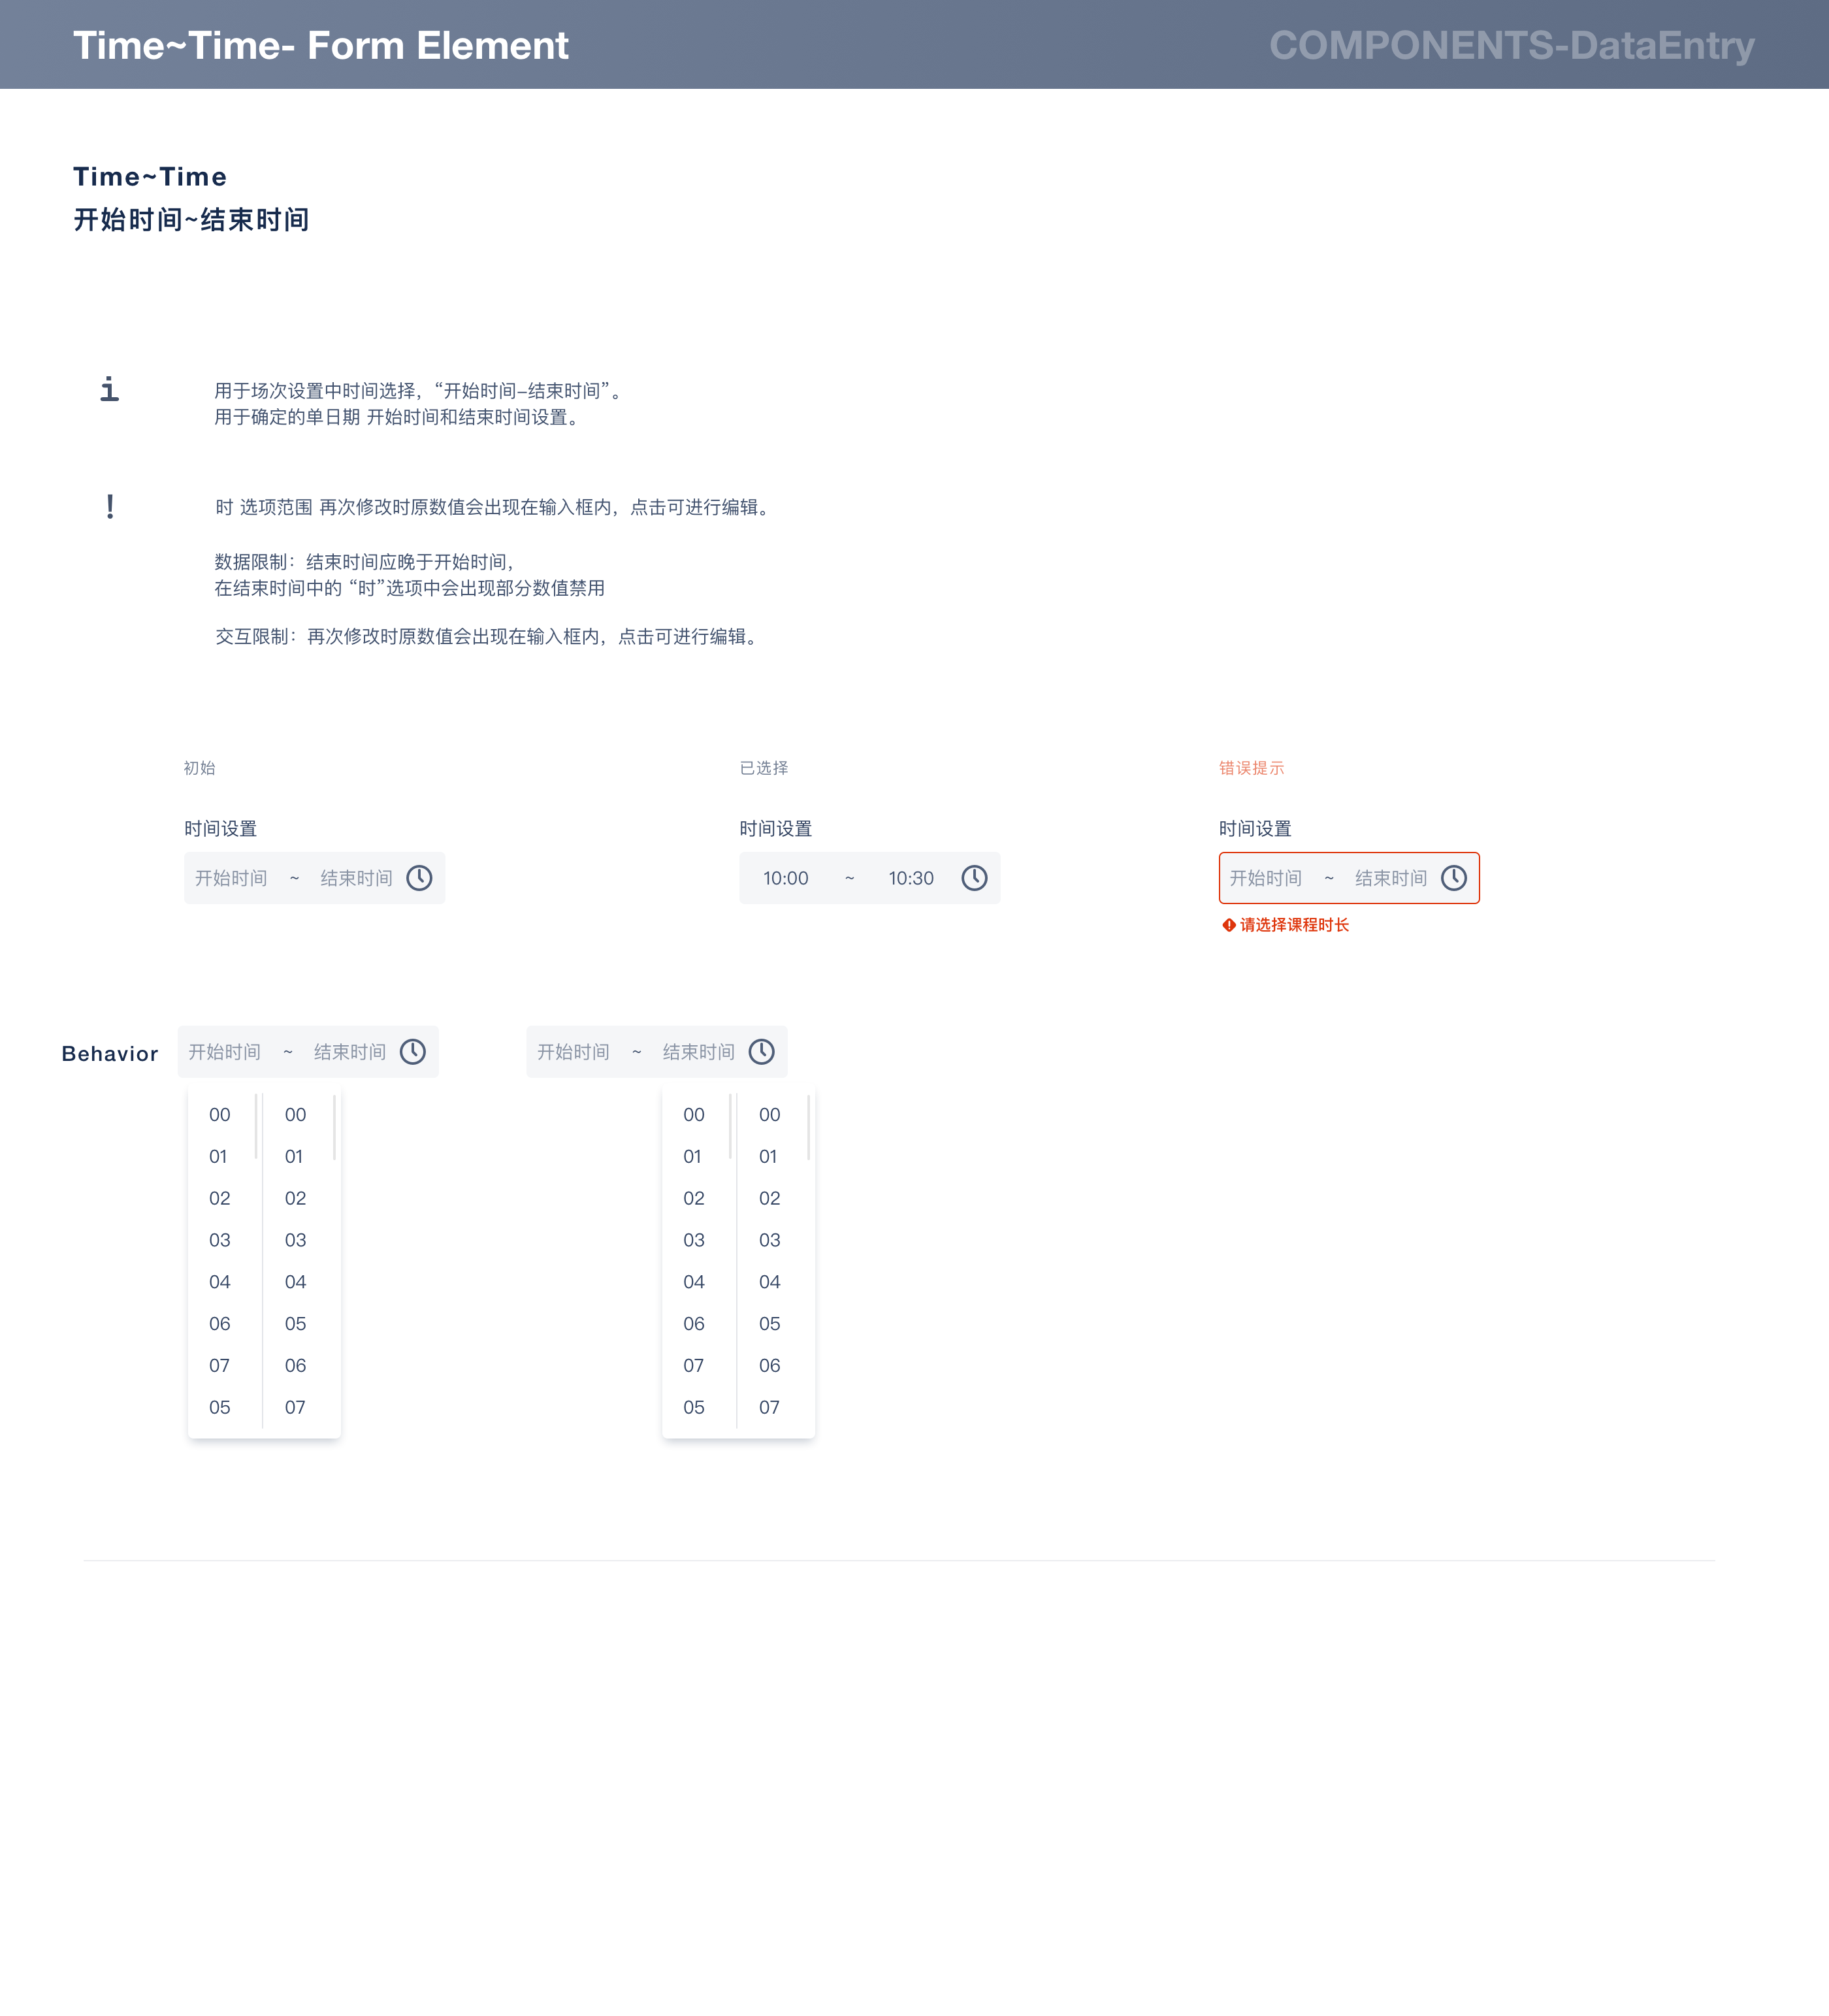 Time~Time- Form Element
COMPONENTS-DataEntry
Time~Time
开始时间~结束时间
i
用于场次设置中时间选择，“开始时间–结束时间”。
用于确定的单日期 开始时间和结束时间设置。
!
时 选项范围 再次修改时原数值会出现在输入框内，点击可进行编辑。
数据限制：结束时间应晚于开始时间，
在结束时间中的 “时”选项中会出现部分数值禁用
交互限制：再次修改时原数值会出现在输入框内，点击可进行编辑。
初始
时间设置
开始时间 ~ 结束时间
已选择
时间设置
10:00 ~ 10:30
错误提示
时间设置
开始时间 ~ 结束时间
请选择课程时长
Behavior
开始时间 ~ 结束时间
00 00
01 01
02 02
03 03
04 04
06 05
07 06
05 07
开始时间 ~ 结束时间
00 00
01 01
02 02
03 03
04 04
06 05
07 06
05 07